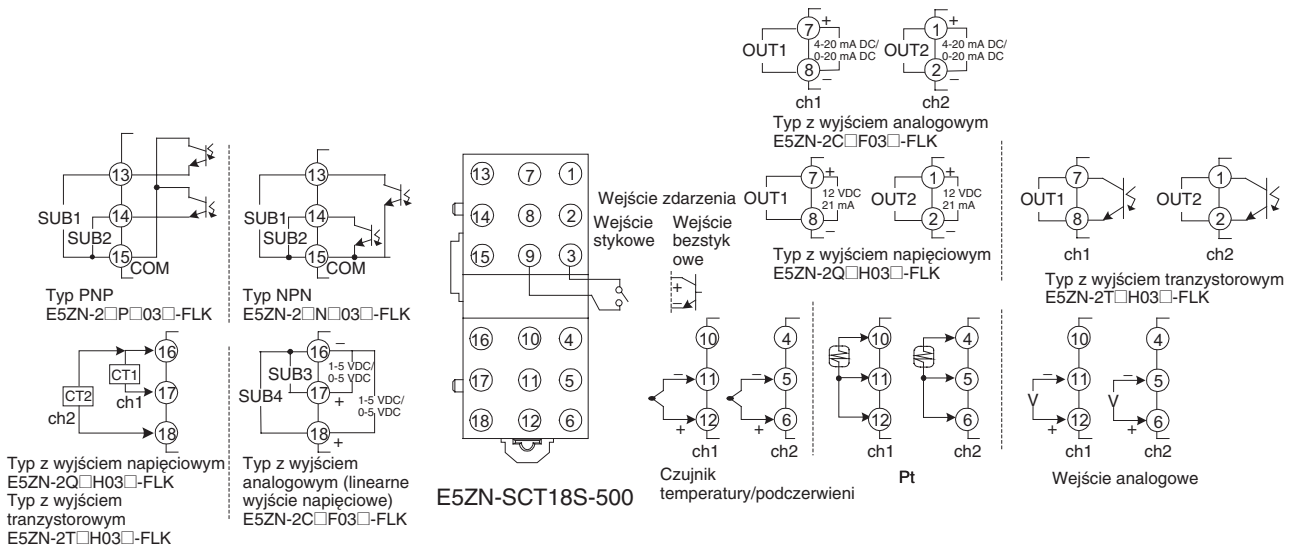 7
+
OUT1
4-20 mA DC/
0-20 mA DC
8
−
ch1
1
+
OUT2
4-20 mA DC/
0-20 mA DC
2
−
ch2
Typ z wyjściem analogowym
E5ZN-2C□F03□-FLK
13
14
SUB1
SUB2
15
COM
Typ PNP
E5ZN-2□P□03□-FLK
13
14
SUB1
SUB2
15
COM
Typ NPN
E5ZN-2□N□03□-FLK
13 7 1
14 8 2
15 9 3
16 10 4
17 11 5
18 12 6
E5ZN-SCT18S-500
Wejście zdarzenia
Wejście
stykowe
Wejście
bezstyk
owe
+
−
7
+
OUT1
12 VDC
21 mA
8
−
ch1
1
+
OUT2
12 VDC
21 mA
2
−
ch2
Typ z wyjściem napięciowym
E5ZN-2Q□H03□-FLK
7
OUT1
8
ch1
1
OUT2
2
ch2
Typ z wyjściem tranzystorowym
E5ZN-2T□H03□-FLK
16
CT1
17
CT2
ch1
ch2
18
Typ z wyjściem napięciowym
E5ZN-2Q□H03□-FLK
Typ z wyjściem
tranzystorowym
E5ZN-2T□H03□-FLK
16
−
1-5 VDC/
0-5 VDC
SUB3
17
+
SUB4
1-5 VDC/
0-5 VDC
18
+
Typ z wyjściem
analogowym (linearne
wyjście napięciowe)
E5ZN-2C□F03□-FLK
10
− 11
+ 12
ch1
4
− 5
+ 6
ch2
Czujnik
temperatury/podczerwieni
10
11
12
ch1
4
5
6
ch2
Pt
10
− 11
V
+ 12
ch1
4
− 5
V
+ 6
ch2
Wejście analogowe